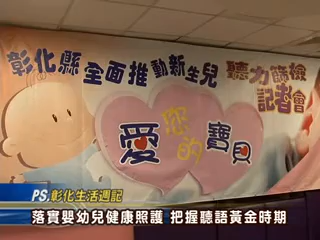 彰化縣全面推動新生兒
聽力篩檢
記者會
愛您的寶貝
PS.彰化生活週記
落實嬰幼兒健康照護 把握聽語黃金時期